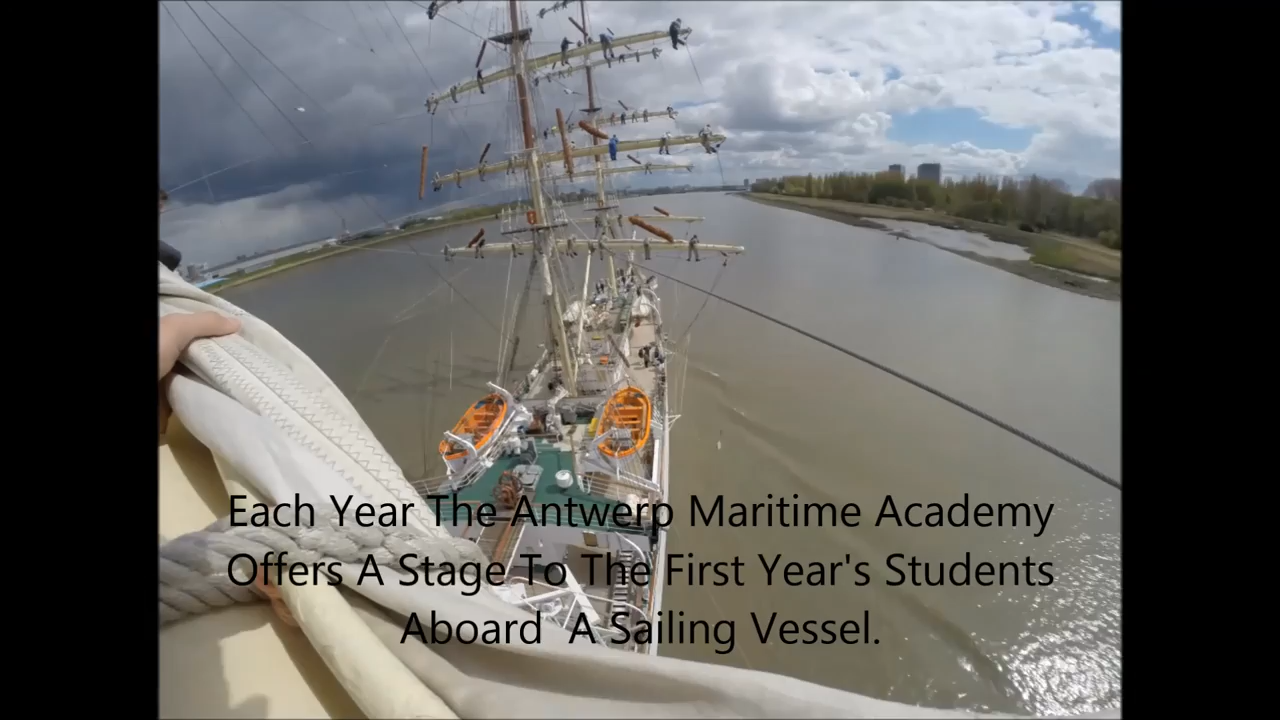 Each Year The Antwerp Maritime Academy
Offers A Stage To The First Year's Students
Aboard  A Sailing Vessel.